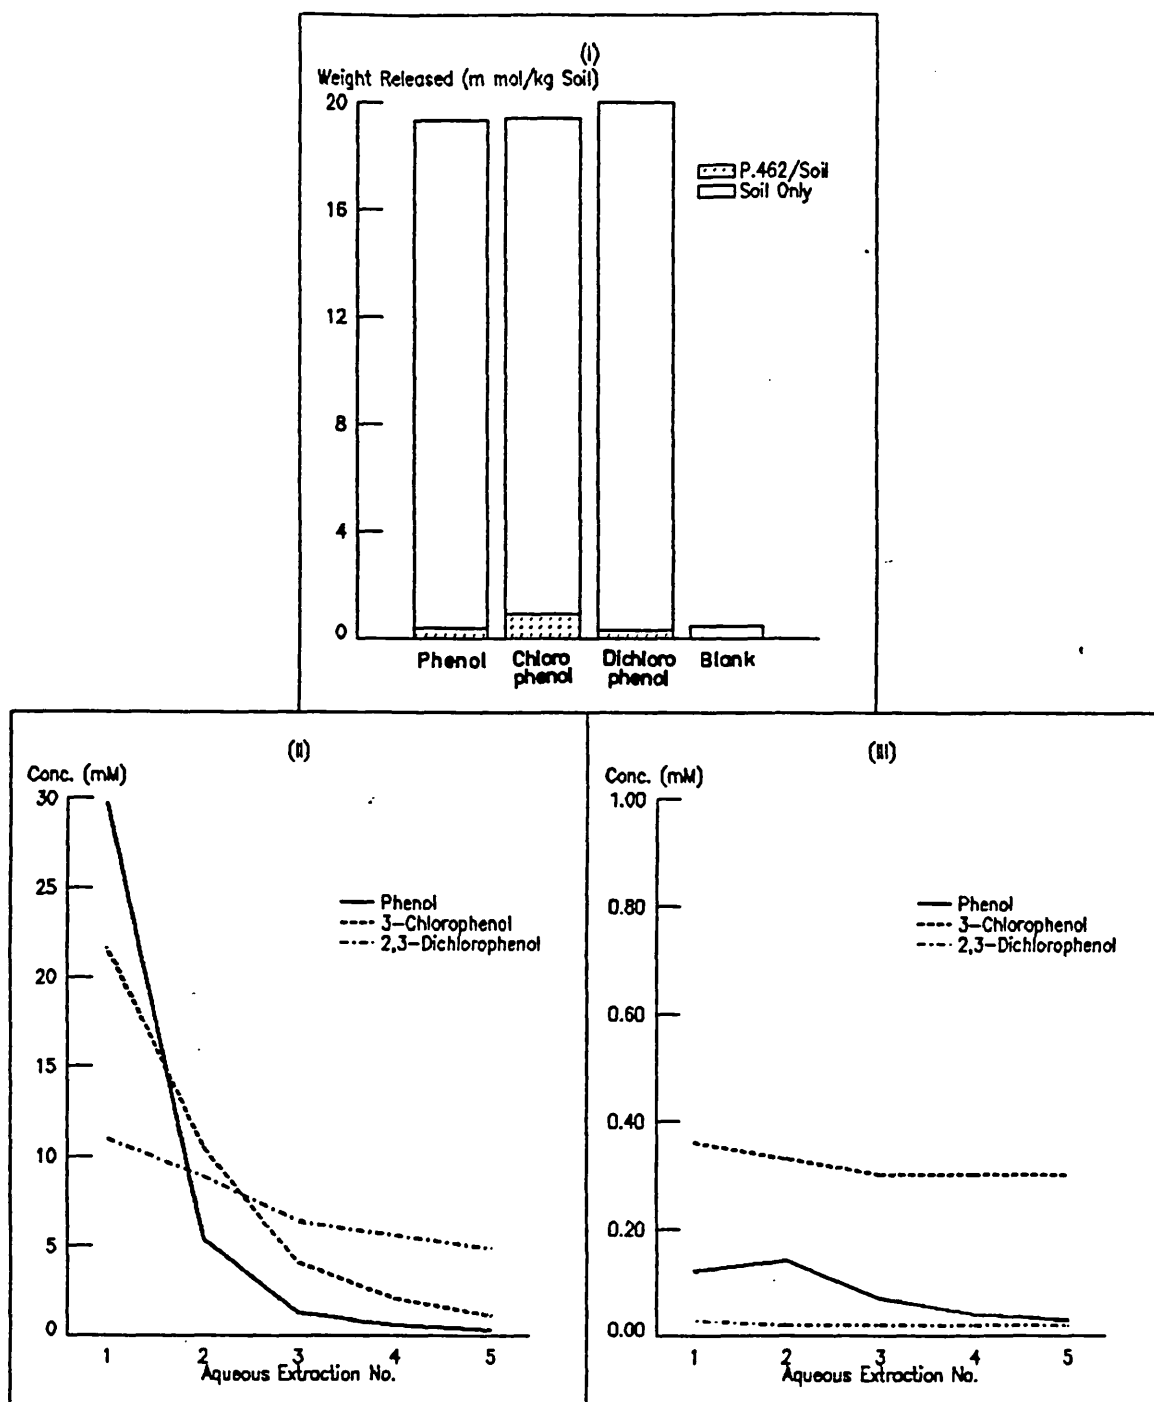 (I)
Weight Released (m mol/kg Soil)
20
16
12
8
4
0
P.462/Soil
Soil Only
Phenol
Chloro
phenol
Dichloro
phenol
Blank
(II)
Conc. (mM)
30
25
20
15
10
5
0
Phenol
3-Chlorophenol
2,3-Dichlorophenol
1 2 3 4 5
Aqueous Extraction No.
(III)
Conc. (mM)
1.00
0.80
0.60
0.40
0.20
0.00
Phenol
3-Chlorophenol
2,3-Dichlorophenol
1 2 3 4 5
Aqueous Extraction No.